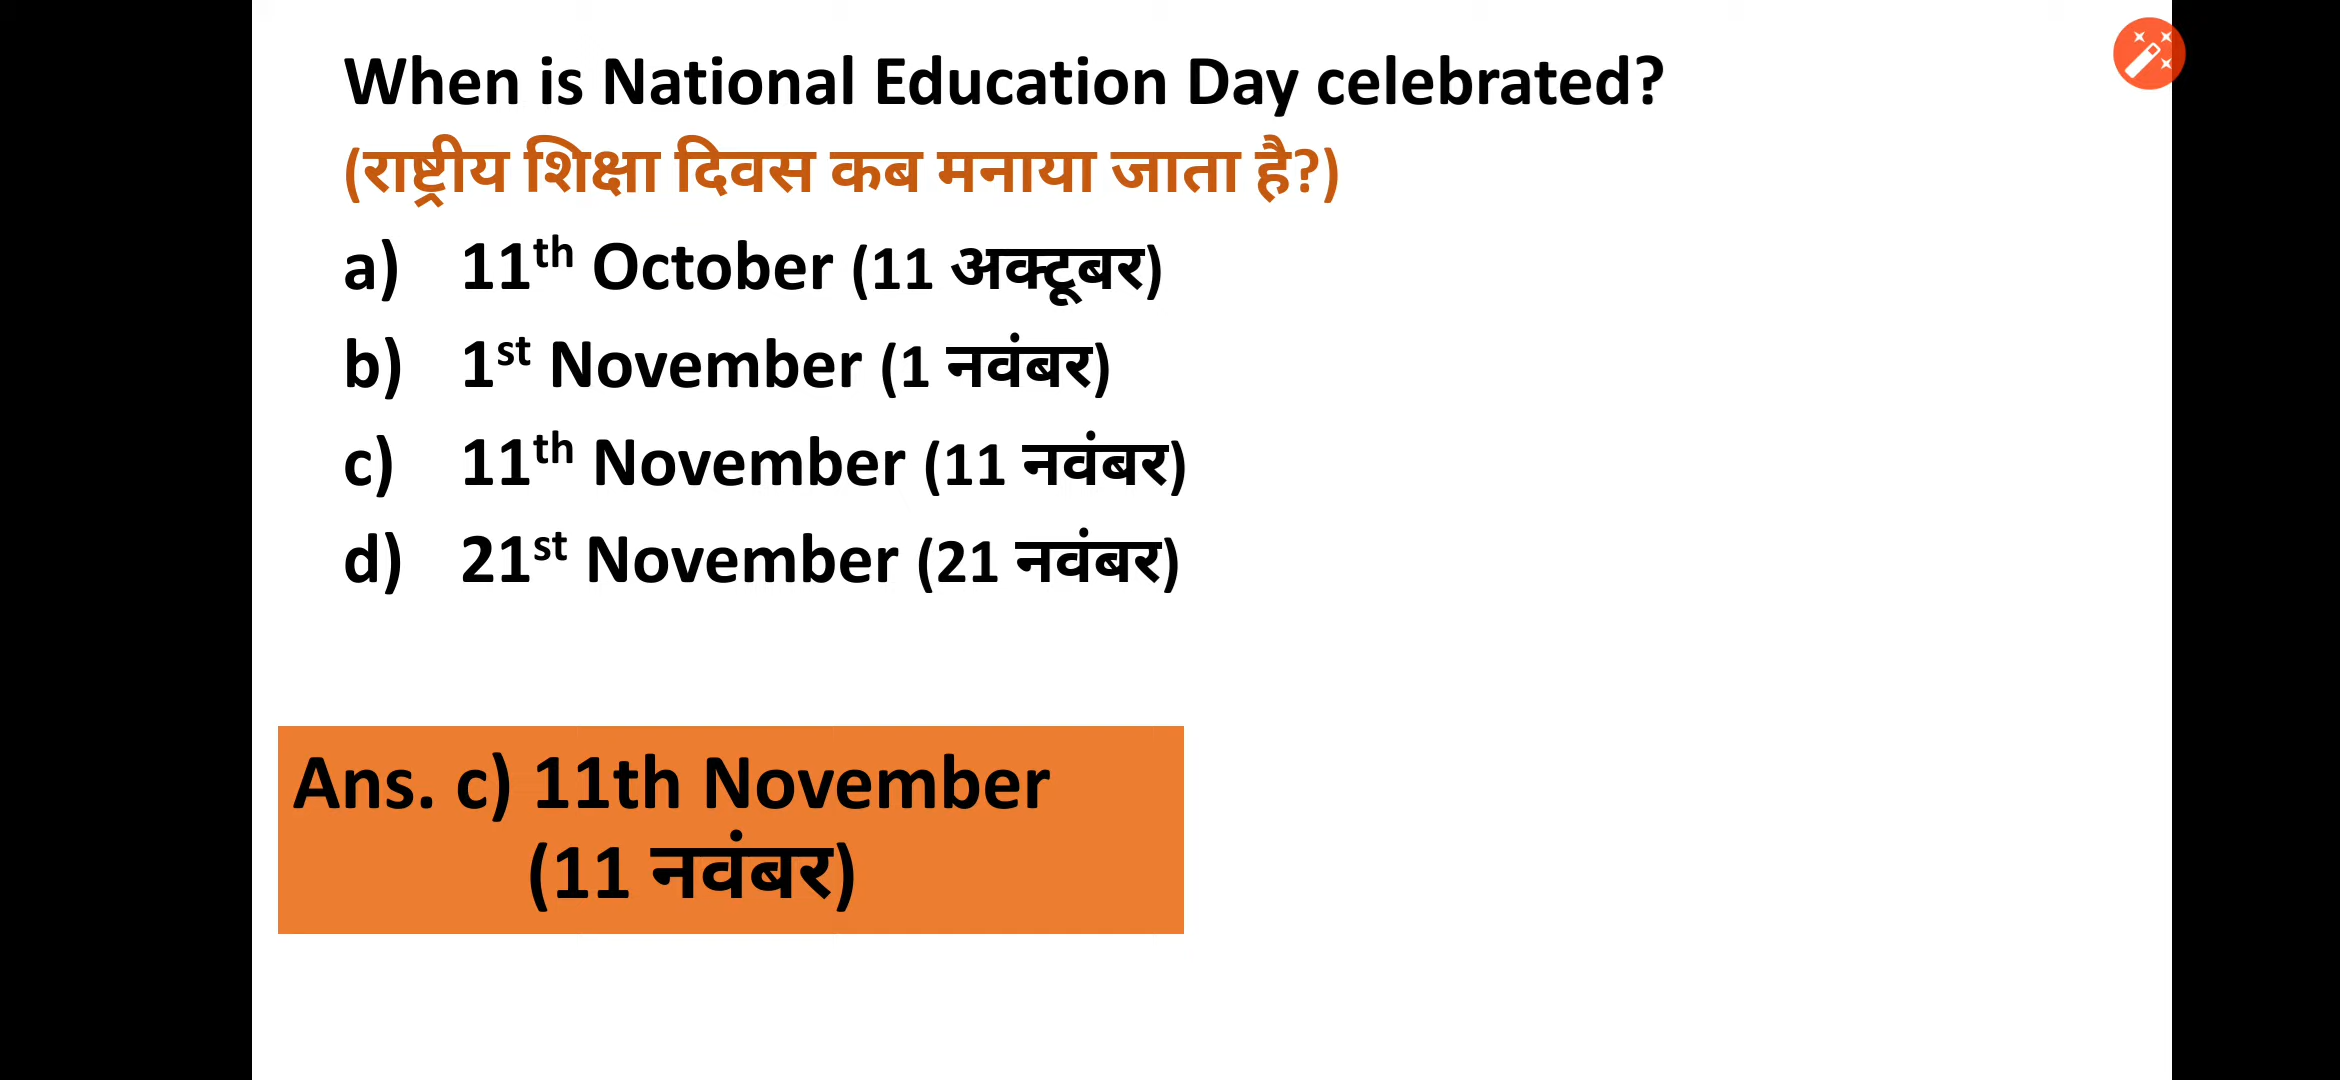 When is National Education Day celebrated?
(राष्ट्रीय शिक्षा दिवस कब मनाया जाता है?)
a) 11th October (11 अक्टूबर)
b) 1st November (1 नवंबर)
c) 11th November (11 नवंबर)
d) 21st November (21 नवंबर)
Ans. c) 11th November
(11 नवंबर)